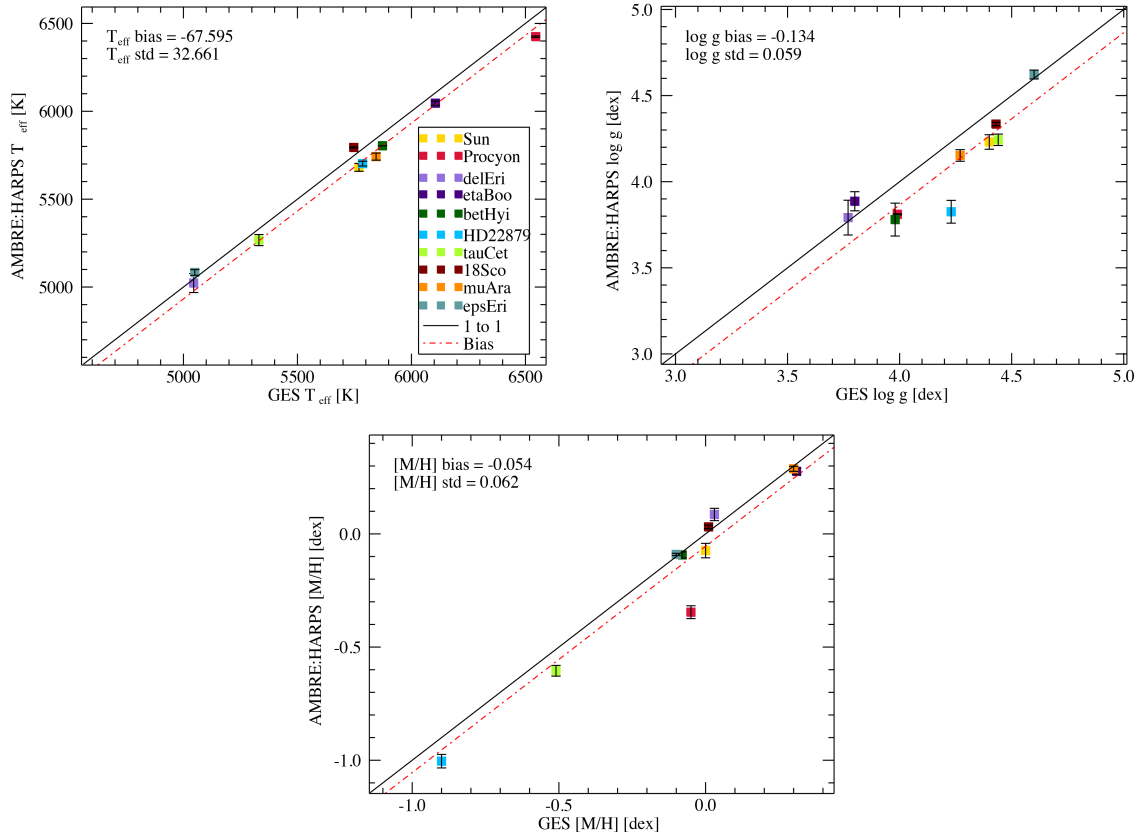 T eff bias = -67.595
T eff std = 32.661
6500
6000
5500
5000
AMBRE:HARPS T eff [K]
Sun
Procyon
delEri
etaBoo
betHyi
HD22879
tauCet
18Sco
muAra
epsEri
1 to 1
Bias
5000 5500 6000 6500
GES T eff [K]
log g bias = -0.134
log g std = 0.059
5.0
4.5
4.0
3.5
3.0
AMBRE:HARPS log g [dex]
3.0 3.5 4.0 4.5 5.0
GES log g [dex]
[M/H] bias = -0.054
[M/H] std = 0.062
0.0
-0.5
-1.0
AMBRE:HARPS [M/H] [dex]
-1.0 -0.5 0.0
GES [M/H] [dex]